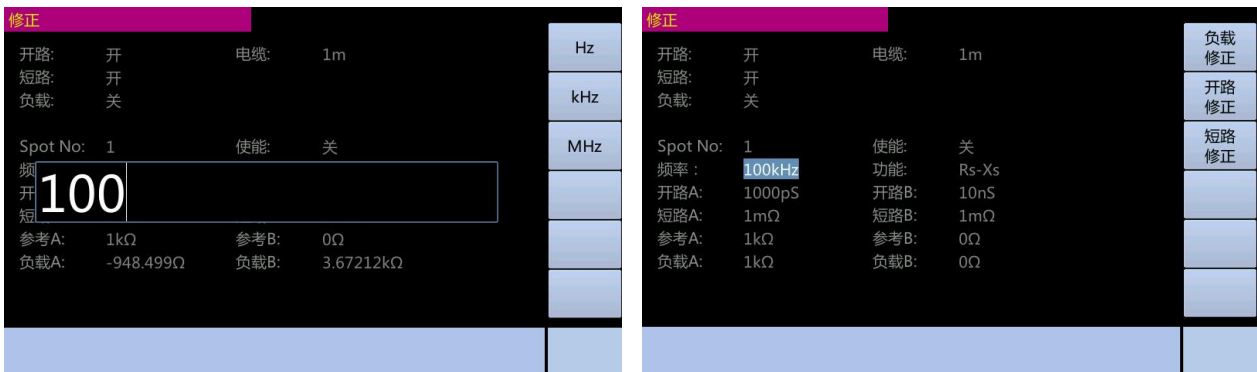 修正
开路: 开 电缆: 1m
短路: 开
负载: 关
Spot No: 1 使能: 关
频
100
开
短
参考A: 1kΩ 参考B: 0Ω
负载A: -948.499Ω 负载B: 3.67212kΩ
Hz
kHz
MHz
修正
开路: 开 电缆: 1m
短路: 开
负载: 关
Spot No: 1 使能: 关
频率 : 100kHz 功能: Rs-Xs
开路A: 1000pS 开路B: 10nS
短路A: 1mΩ 短路B: 1mΩ
参考A: 1kΩ 参考B: 0Ω
负载A: 1kΩ 负载B: 0Ω
负载
修正
开路
修正
短路
修正